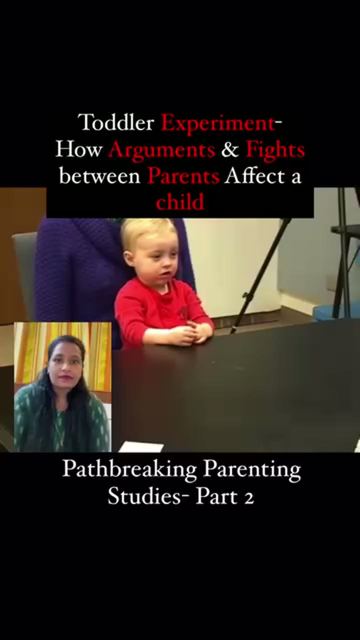 Toddler Experiment-
How Arguments & Fights
between Parents Affect a
child
Pathbreaking Parenting
Studies- Part 2